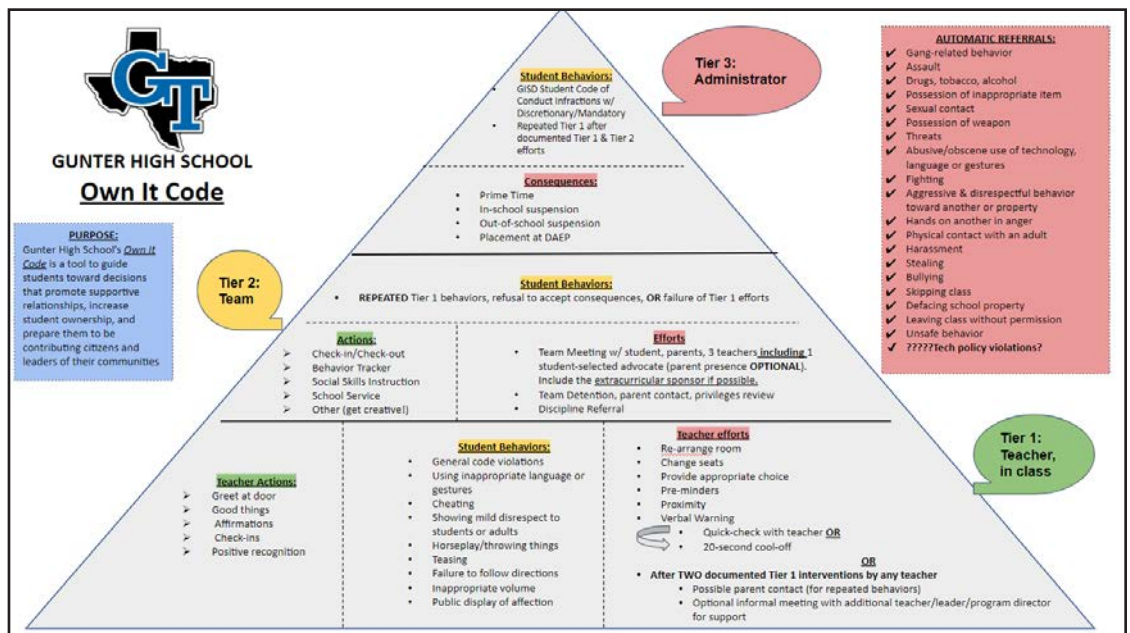 GT
GUNTER HIGH SCHOOL
Own It Code
PURPOSE:
Gunter High School's Own It
Code is a tool to guide
students toward decisions
that promote supportive
relationships, increase
student ownership, and
prepare them to be
contributing citizens and
leaders of their communities
Tier 3:
Administrator
Student Behaviors:
GISD Student Code of
Conduct Infractions w/
Discretionary/Mandatory
Repeated Tier 1 after
documented Tier 1 & Tier 2
efforts
Consequences:
Prime Time
In-school suspension
Out-of-school suspension
Placement at DAEP
AUTOMATIC REFERRALS:
✔ Gang-related behavior
✔ Assault
✔ Drugs, tobacco, alcohol
✔ Possession of inappropriate item
✔ Sexual contact
✔ Possession of weapon
✔ Threats
✔ Abusive/obscene use of technology,
language or gestures
✔ Fighting
✔ Aggressive & disrespectful behavior
toward another or property
✔ Hands on another in anger
✔ Physical contact with an adult
✔ Harassment
✔ Stealing
✔ Bullying
✔ Skipping class
✔ Defacing school property
✔ Leaving class without permission
✔ Unsafe behavior
✔ ?????Tech policy violations?
Tier 2:
Team
Student Behaviors:
• REPEATED Tier 1 behaviors, refusal to accept consequences, OR failure of Tier 1 efforts
Actions:
➢ Check-in/Check-out
➢ Behavior Tracker
➢ Social Skills Instruction
➢ School Service
➢ Other (get creative!)
Efforts
• Team Meeting w/ student, parents, 3 teachers including 1
student-selected advocate (parent presence OPTIONAL).
Include the extracurricular sponsor if possible.
• Team Detention, parent contact, privileges review
• Discipline Referral
Tier 1:
Teacher,
in class
Teacher Actions:
➢ Greet at door
➢ Good things
➢ Affirmations
➢ Check-ins
➢ Positive recognition
Student Behaviors:
• General code violations
• Using inappropriate language or
gestures
• Cheating
• Showing mild disrespect to
students or adults
• Horseplay/throwing things
• Teasing
• Failure to follow directions
• Inappropriate volume
• Public display of affection
Teacher efforts
• Re-arrange room
• Change seats
• Provide appropriate choice
• Pre-minders
• Proximity
• Verbal Warning
• Quick-check with teacher OR
• 20-second cool-off
OR
• After TWO documented Tier 1 interventions by any teacher
• Possible parent contact (for repeated behaviors)
• Optional informal meeting with additional teacher/leader/program director
for support